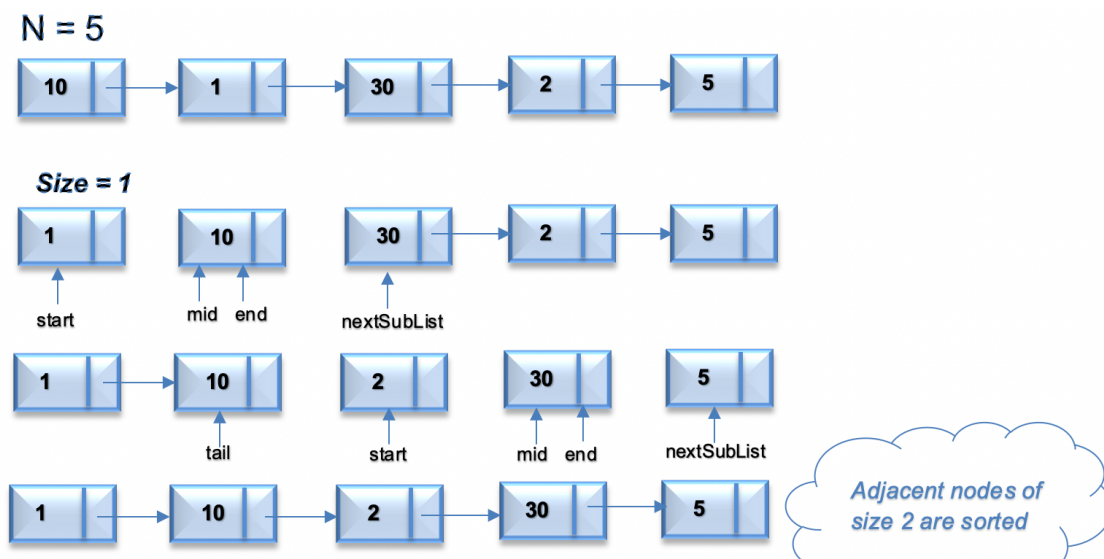 N = 5
10 1 30 2 5
Size = 1
1 10 30 2 5
start mid end nextSubList
1 10 2 30 5
tail start mid end nextSubList
1 10 2 30 5
Adjacent nodes of
size 2 are sorted